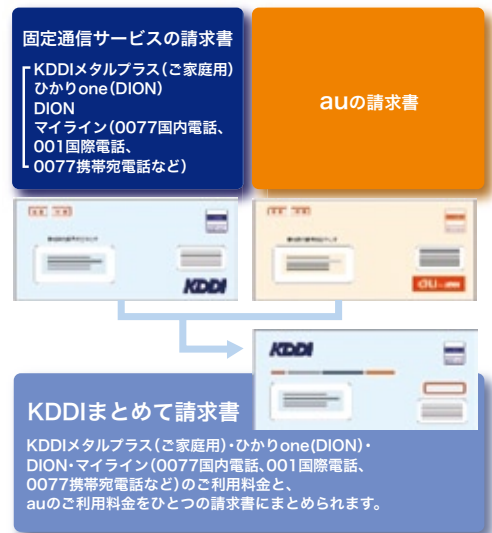 固定通信サービスの請求書
KDDIメタルプラス(ご家庭用)
ひかりone(DION)
DION
マイライン(0077国内電話、
001国際電話、
0077携帯宛電話など)
auの請求書
KDDI
au
KDDI
KDDIまとめて請求書
KDDIメタルプラス(ご家庭用)・ひかりone(DION)・
DION・マイライン(0077国内電話、001国際電話、
0077携帯宛電話など)のご利用料金と、
auのご利用料金をひとつの請求書にまとめられます。